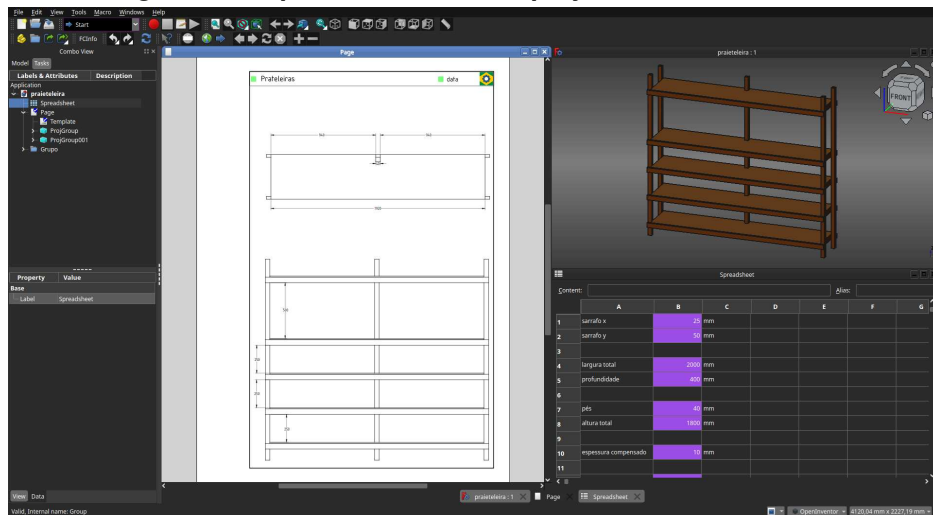 File Edit View Tools Macro Windows Help
Start
FCInfo
Combo View
Model Tasks
Labels & Attributes Description
Application
praieteleira
Spreadsheet
Page
Template
ProjGroup
ProjGroup001
Grupo
Property Value
Base
Label Spreadsheet
View Data
Page
Prateleiras data
praieteleira : 1
FRONT
Spreadsheet
Content: Alias:
A B C D E F G
1 sarrafo x 25 mm
2 sarrafo y 50 mm
3
4 largura total 2000 mm
5 profundidade 400 mm
6
7 pés 40 mm
8 altura total 1800 mm
9
10 espessura compensado 10 mm
11
praieteleira : 1 Page Spreadsheet
Valid, Internal name: Group OpenInventor 4120,04 mm x 2227,19 mm